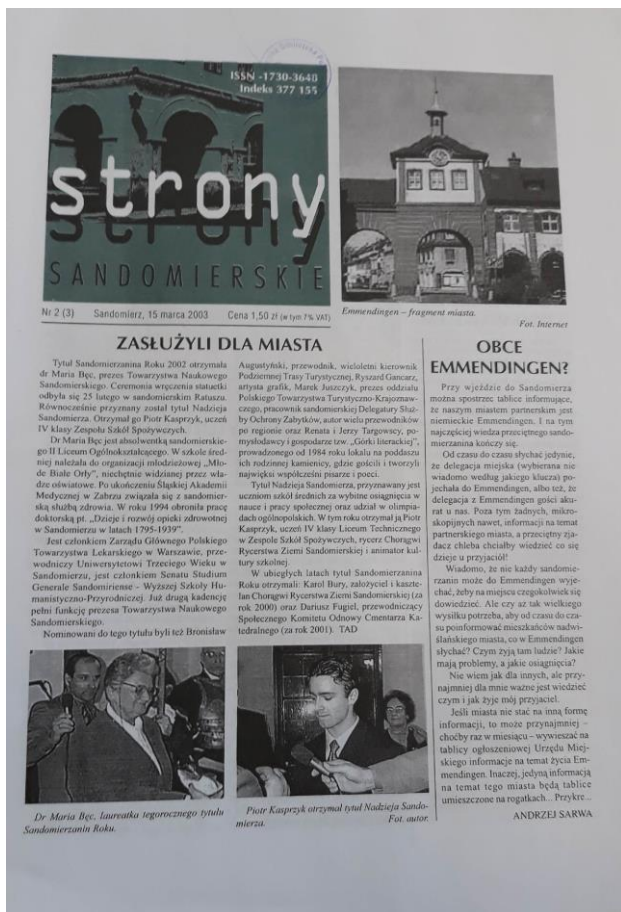 ISSN -1730-3648
Indeks 377 155
strony
SANDOMIERSKIE
Nr 2 (3) Sandomierz, 15 marca 2003 Cena 1,50 zł (w tym 7% VAT)
Emmendingen – fragment miasta.
Fot. Internet
ZASŁUŻYLI DLA MIASTA
Tytuł Sandomierzanina Roku 2002 otrzymała
dr Maria Bęc, prezes Towarzystwa Naukowego
Sandomierskiego. Ceremonia wręczenia statuetki
odbyła się 25 lutego w sandomierskim Ratuszu.
Równocześnie przyznany został tytuł Nadzieja
Sandomierza. Otrzymał go Piotr Kasprzyk, uczeń
IV klasy Zespołu Szkół Spożywczych.
Dr Maria Bęc jest absolwentką sandomierskie-
go II Liceum Ogólnokształcącego. W szkole śred-
niej należała do organizacji młodzieżowej „Mło-
de Białe Orły”, niechętnie widzianej przez wła-
dze oświatowe. Po ukończeniu Śląskiej Akademii
Medycznej w Zabrzu związała się z sandomier-
ską służbą zdrowia. W roku 1994 obroniła pracę
doktorską pt. „Dzieje i rozwój opieki zdrowotnej
w Sandomierzu w latach 1795-1939”.
Jest członkiem Zarządu Głównego Polskiego
Towarzystwa Lekarskiego w Warszawie, prze-
wodniczy Uniwersytetowi Trzeciego Wieku w
Sandomierzu, jest członkiem Senatu Studium
Generale Sandomiriense - Wyższej Szkoły Hu-
manistyczno-Przyrodniczej. Już drugą kadencję
pełni funkcję prezesa Towarzystwa Naukowego
Sandomierskiego.
Nominowani do tego tytułu byli też Bronisław
Augustyński, przewodnik, wieloletni kierownik
Podziemnej Trasy Turystycznej, Ryszard Gancarz,
artysta grafik, Marek Juszczyk, prezes oddziału
Polskiego Towarzystwa Turystyczno-Krajoznaw-
czego, pracownik sandomierskiej Delegatury Służ-
by Ochrony Zabytków, autor wielu przewodników
po regionie oraz Renata i Jerzy Targowscy, po-
mysłodawcy i gospodarze tzw. „Górki literackiej”,
prowadzonego od 1984 roku lokalu na poddaszu
ich rodzinnej kamienicy, gdzie gościli i tworzyli
najwięksi współcześni pisarze i poeci.
Tytuł Nadzieja Sandomierza, przyznawany jest
uczniom szkół średnich za wybitne osiągnięcia w
nauce i pracy społecznej oraz udział w olimpia-
dach ogólnopolskich. W tym roku otrzymał ją Piotr
Kasprzyk, uczeń IV klasy Liceum Technicznego
w Zespole Szkół Spożywczych, rycerz Chorągwi
Rycerstwa Ziemi Sandomierskiej i animator kul-
tury szkolnej.
W ubiegłych latach tytuł Sandomierzanina
Roku otrzymali: Karol Bury, założyciel i kaszte-
lan Chorągwi Rycerstwa Ziemi Sandomierskiej (za
rok 2000) oraz Dariusz Fugiel, przewodniczący
Społecznego Komitetu Odnowy Cmentarza Ka-
tedralnego (za rok 2001). TAD
Dr Maria Bęc, laureatka tegorocznego tytułu
Sandomierzanin Roku.
Piotr Kasprzyk otrzymał tytuł Nadzieja Sando-
mierza. Fot. autor.
OBCE
EMMENDINGEN?
Przy wjeździe do Sandomierza
można spostrzec tablice informujące,
że naszym miastem partnerskim jest
niemieckie Emmendingen. I na tym
najczęściej wiedza przeciętnego sando-
mierzanina kończy się.
Od czasu do czasu słychać jedynie,
że delegacja miejska (wybierana nie
wiadomo według jakiego klucza) po-
jechała do Emmendingen, albo też, że
delegacja z Emmendingen gości aku-
rat u nas. Poza tym żadnych, mikro-
skopijnych nawet, informacji na temat
partnerskiego miasta, a przeciętny zja-
dacz chleba chciałby wiedzieć co się
dzieje u przyjaciół!
Wiadomo, że nie każdy sandomie-
rzanin może do Emmendingen wyje-
chać, żeby na miejscu czegokolwiek się
dowiedzieć. Ale czy aż tak wielkiego
wysiłku potrzeba, aby od czasu do cza-
su poinformować mieszkańców nadwi-
ślańskiego miasta, co w Emmendingen
słychać? Czym żyją tam ludzie? Jakie
mają problemy, a jakie osiągnięcia?
Nie wiem jak dla innych, ale przy-
najmniej dla mnie ważne jest wiedzieć
czym i jak żyje mój przyjaciel.
Jeśli miasta nie stać na inną formę
informacji, to może przynajmniej –
choćby raz w miesiącu – wywieszać na
tablicy ogłoszeniowej Urzędu Miej-
skiego informacje na temat życia Em-
mendingen. Inaczej, jedyną informacją
na temat tego miasta będą tablice
umieszczone na rogatkach... Przykre...
ANDRZEJ SARWA